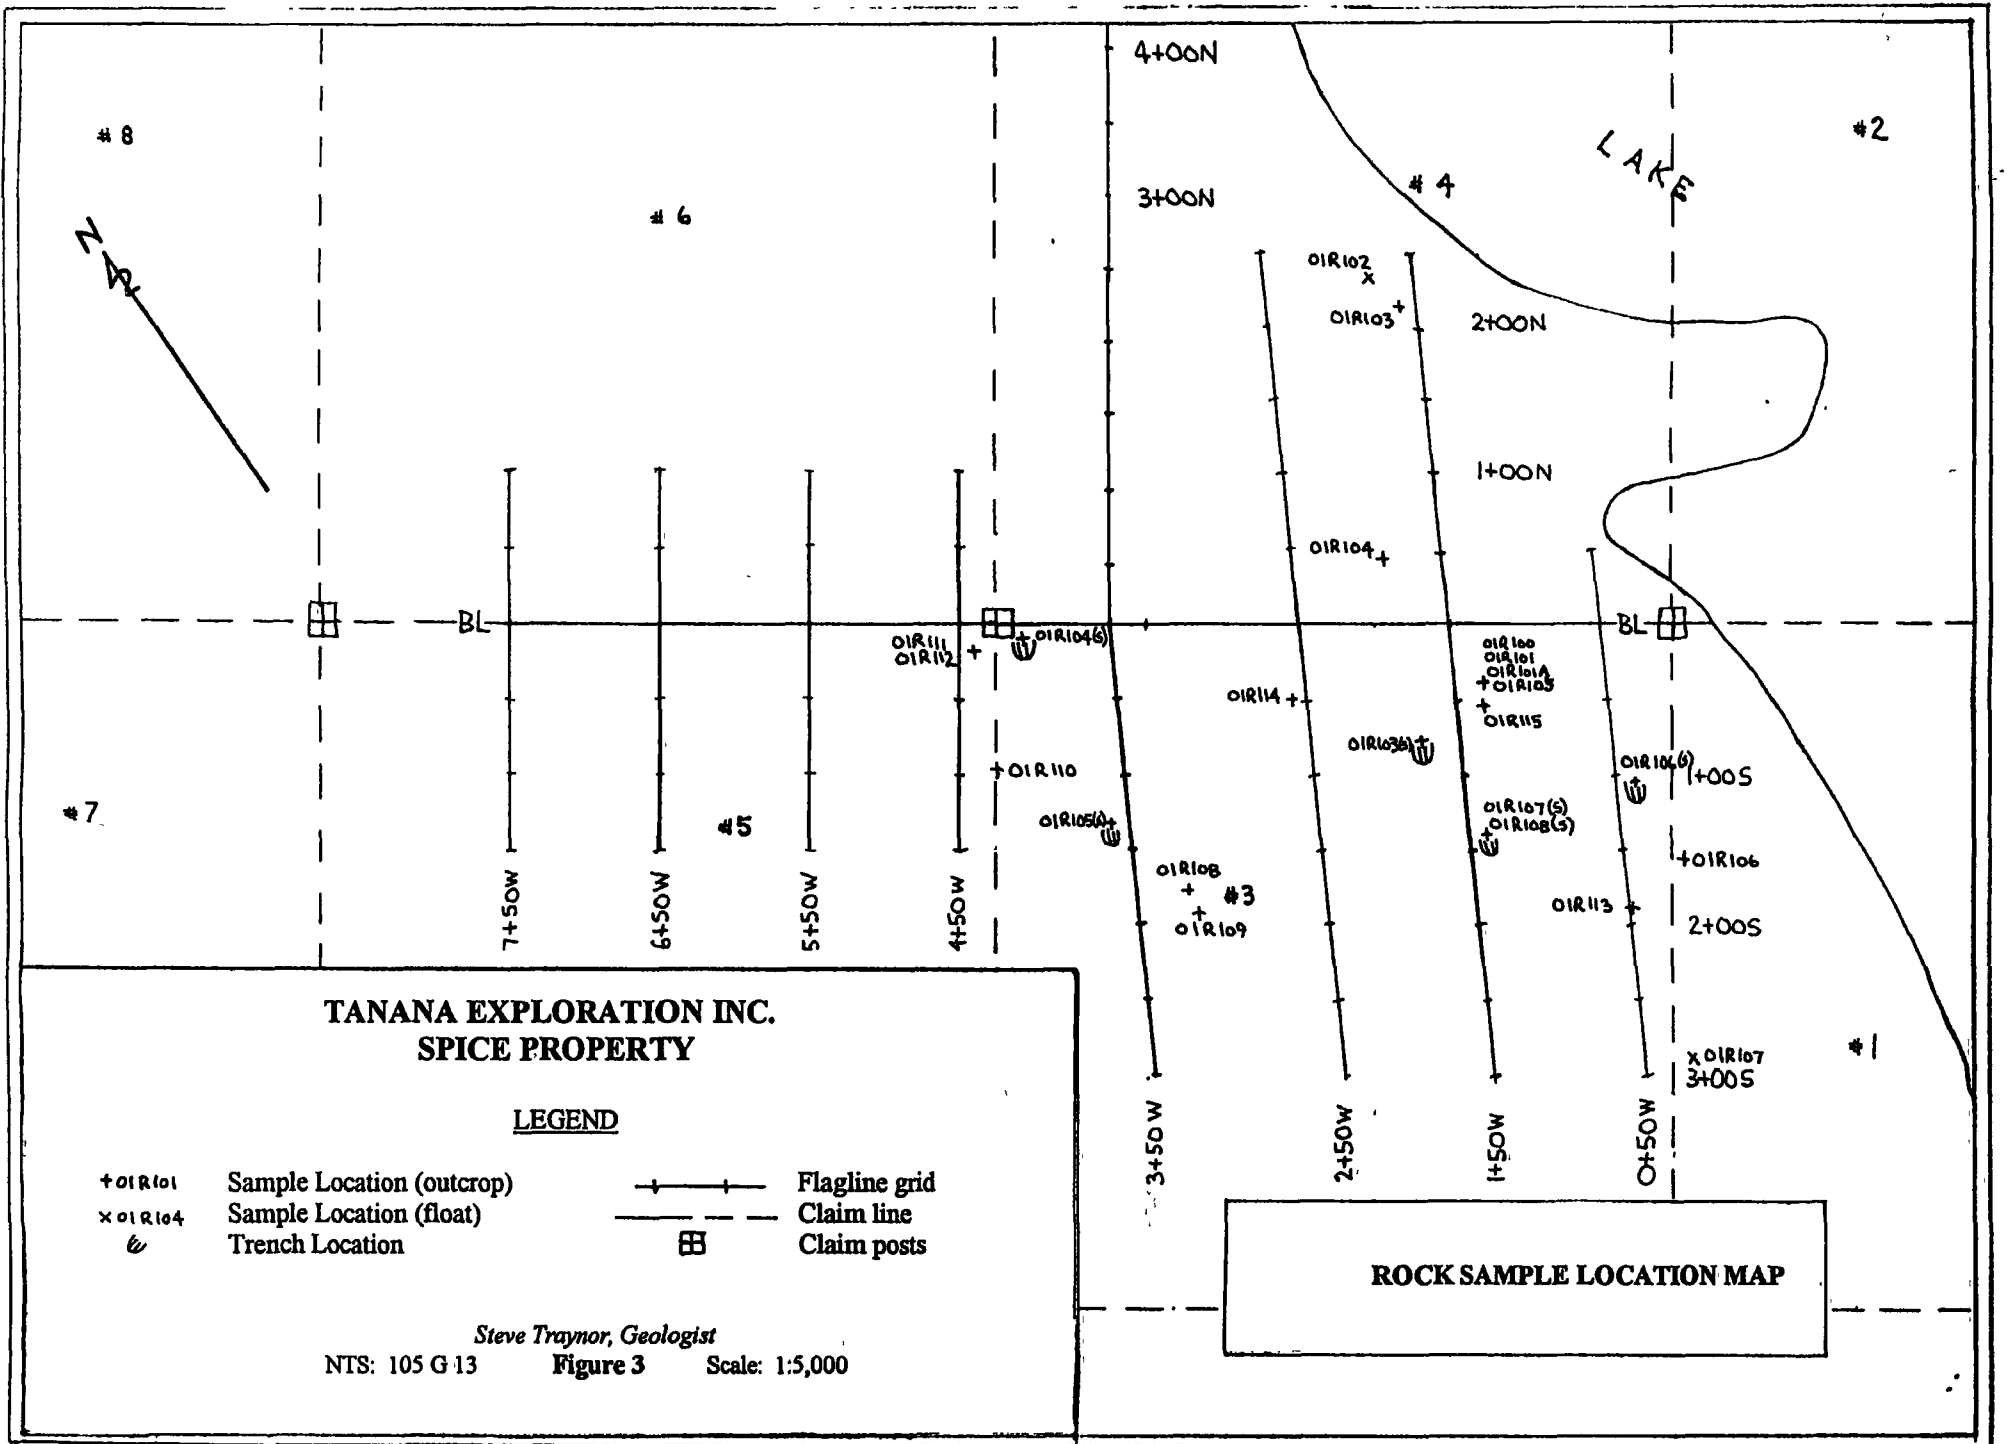 4+00N
#8
#2
LAKE
#4
3+00N
#6
N
01R102
01R103
2+00N
1+00N
01R104
BL
BL
01R104(s)
01R111
01R112
01R100
01R101
01R101A
01R105
01R115
01R114
01R103(s)
01R110
01R106(s)
1+00S
#7
#5
01R105(s)
01R107(s)
01R108(s)
01R106
01R108
#3
01R109
01R113
2+00S
7+50W
6+50W
5+50W
4+50W
#1
01R107
3+00S
3+50W
2+50W
1+50W
0+50W
TANANA EXPLORATION INC.
SPICE PROPERTY
LEGEND
+01R101 Sample Location (outcrop)
x01R104 Sample Location (float)
Trench Location
Flagline grid
Claim line
Claim posts
Steve Traynor, Geologist
NTS: 105 G 13 Figure 3 Scale: 1:5,000
ROCK SAMPLE LOCATION MAP